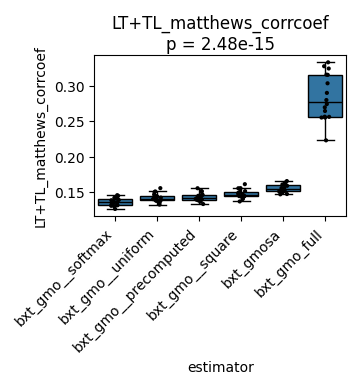 LT+TL_matthews_corrcoef
p = 2.48e-15
LT+TL_matthews_corrcoef
0.30
0.25
0.20
0.15
bxt_gmo__softmax
bxt_gmo__uniform
bxt_gmo__precomputed
bxt_gmo__square
bxt_gmosa
bxt_gmo_full
estimator